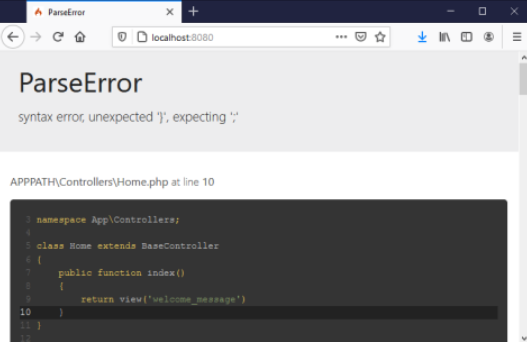 ParseError
localhost:8080
ParseError
syntax error, unexpected '}', expecting ';'
APPPATH\Controllers\Home.php at line 10
3 namespace App\Controllers;
4
5 class Home extends BaseController
6 {
7 public function index()
8 {
9 return view('welcome_message')
10 }
11 }
12